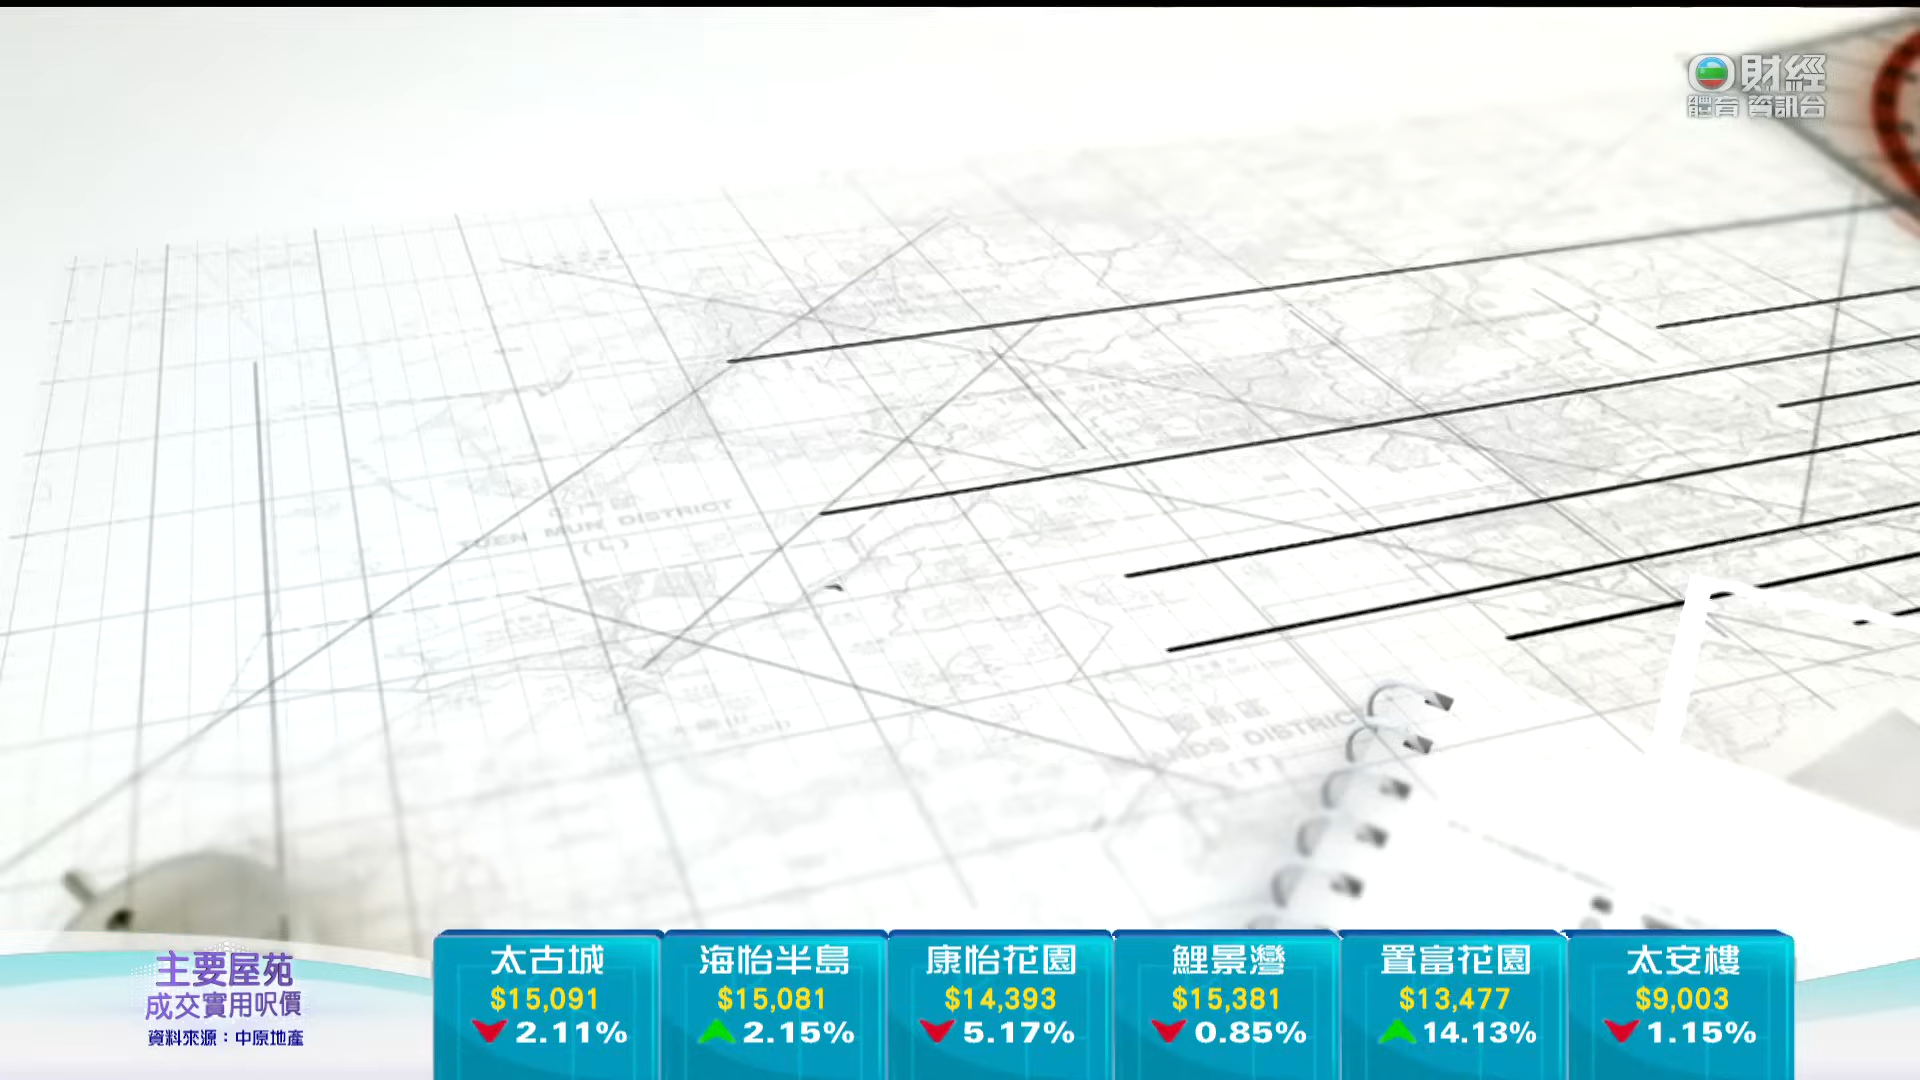 財經
體育 資訊台
TUEN MUN DISTRICT
(L)
主要屋苑
成交實用呎價
資料來源：中原地產
太古城
$15,091
2.11%
海怡半島
$15,081
2.15%
康怡花園
$14,393
5.17%
鯉景灣
$15,381
0.85%
置富花園
$13,477
14.13%
太安樓
$9,003
1.15%